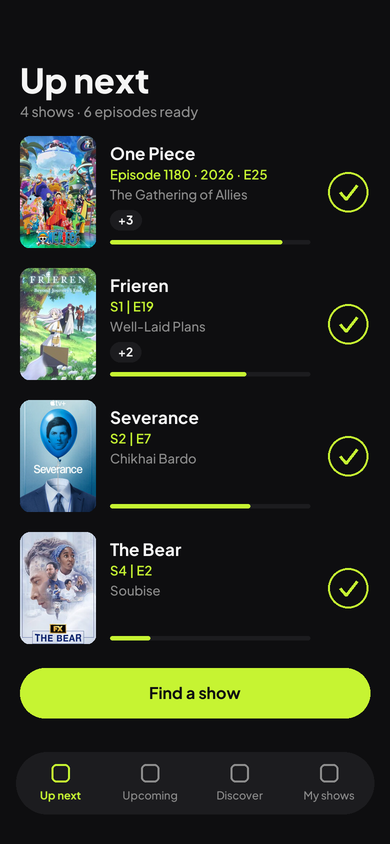 Up next
4 shows · 6 episodes ready
One Piece
Episode 1180 · 2026 · E25
The Gathering of Allies
+3
FRIEREN
Frieren
S1 | E19
Well-Laid Plans
+2
Severance
Severance
S2 | E7
Chikhai Bardo
FX
THE BEAR
The Bear
S4 | E2
Soubise
Find a show
Up next
Upcoming
Discover
My shows